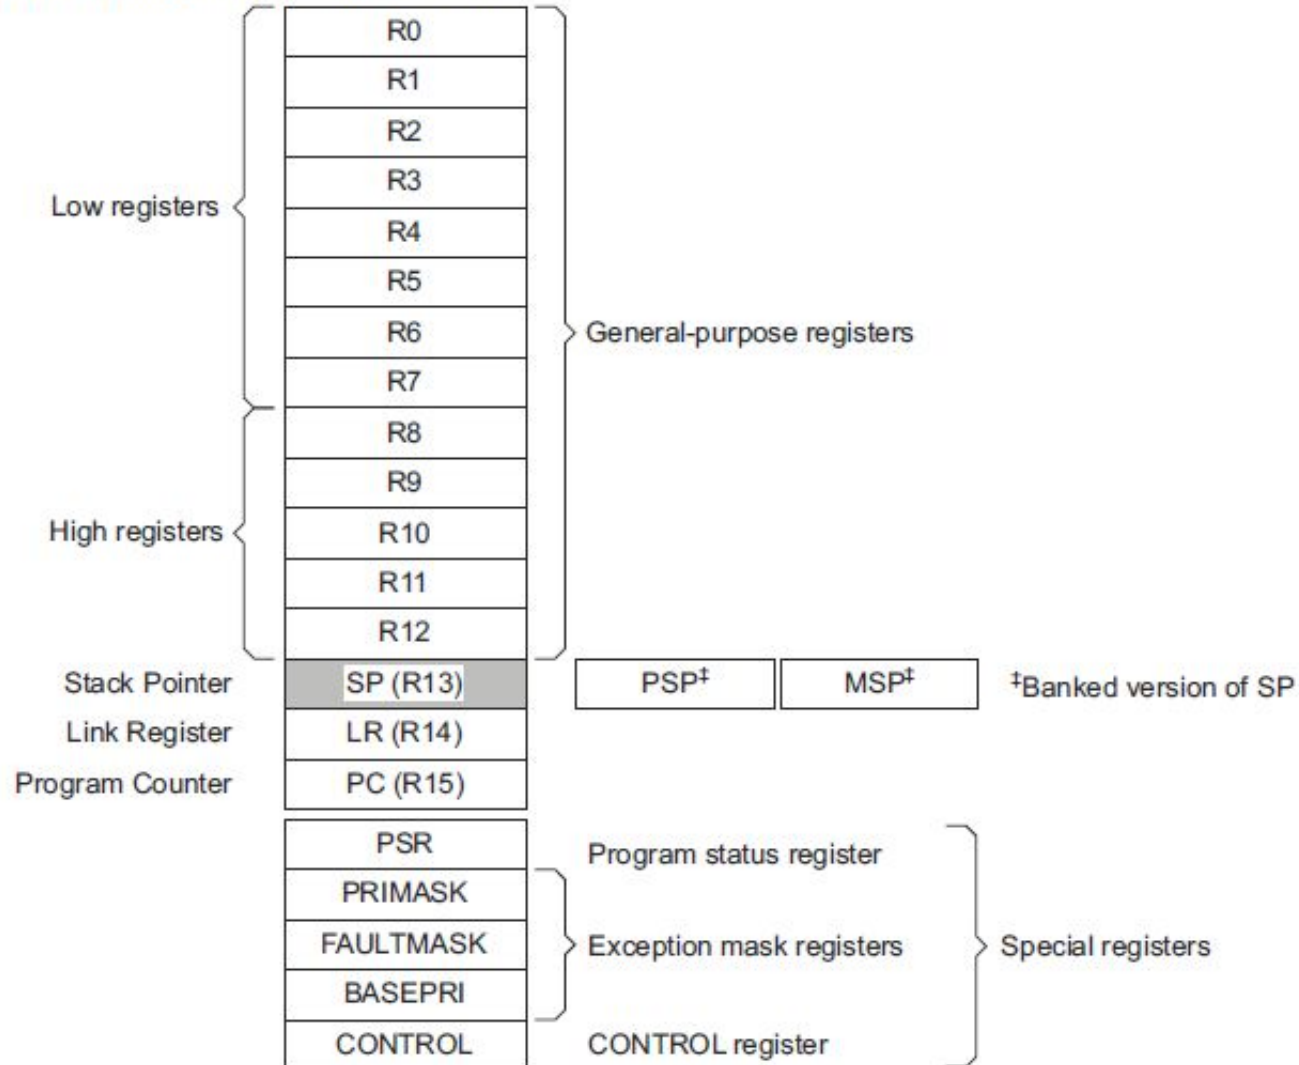 R0
R1
R2
R3
Low registers
R4
R5
R6
General-purpose registers
R7
R8
R9
High registers
R10
R11
R12
Stack Pointer SP (R13) PSP‡ MSP‡ ‡Banked version of SP
Link Register LR (R14)
Program Counter PC (R15)
PSR Program status register
PRIMASK
FAULTMASK Exception mask registers Special registers
BASEPRI
CONTROL CONTROL register